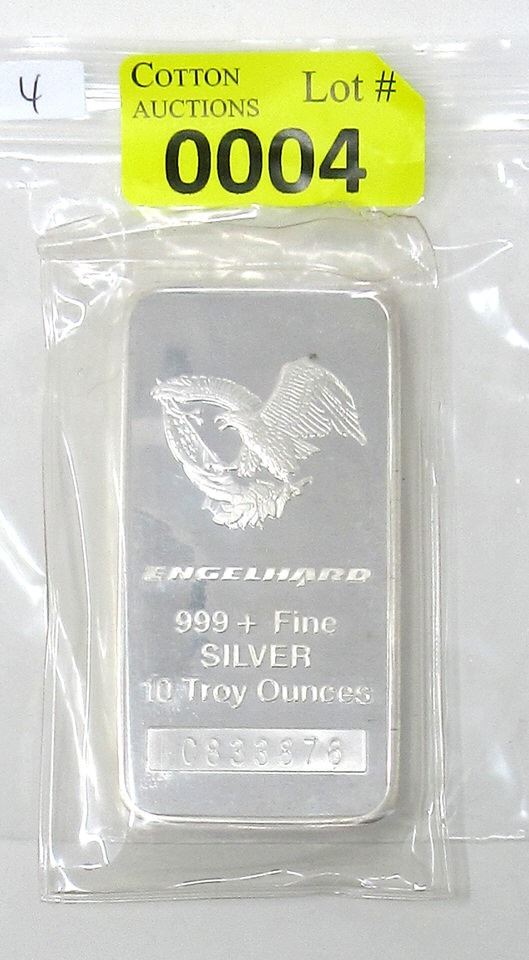 4
COTTON
AUCTIONS
Lot #
0004
ENGELHARD
999+ Fine
SILVER
10 Troy Ounces
C833876